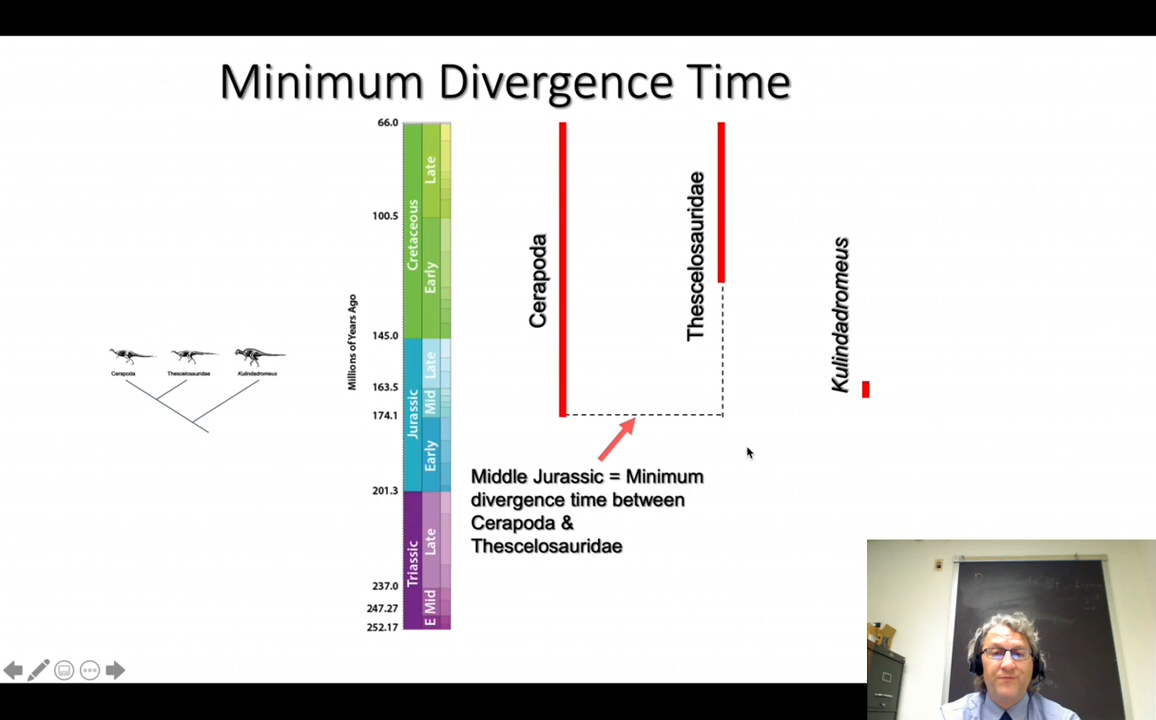 Minimum Divergence Time
66.0
100.5
145.0
163.5
174.1
201.3
237.0
247.27
252.17
Millions of Years Ago
Cretaceous
Late
Early
Jurassic
Late
Mid
Early
Triassic
Late
E Mid
Cerapoda
Thescelosauridae
Kulindadromeus
Cerapoda Thescelosauridae Kulindadromeus
Middle Jurassic = Minimum
divergence time between
Cerapoda &
Thescelosauridae